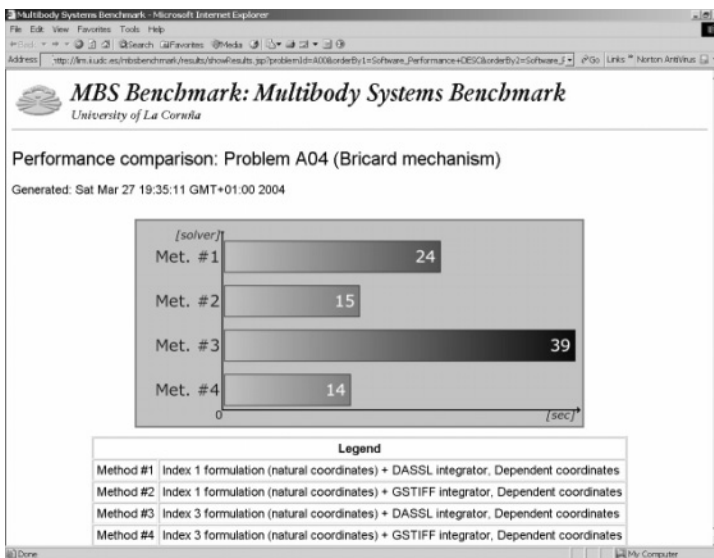 Multibody Systems Benchmark - Microsoft Internet Explorer
File Edit View Favorites Tools Help
Search Favorites Media
Address
Go Links Norton AntiVirus
MBS Benchmark: Multibody Systems Benchmark
University of La Coruña
Performance comparison: Problem A04 (Bricard mechanism)
Generated: Sat Mar 27 19:35:11 GMT+01:00 2004
[solver]
Met. #1 24
Met. #2 15
Met. #3 39
Met. #4 14
0 [sec]
Legend
Method #1 Index 1 formulation (natural coordinates) + DASSL integrator, Dependent coordinates
Method #2 Index 1 formulation (natural coordinates) + GSTIFF integrator, Dependent coordinates
Method #3 Index 3 formulation (natural coordinates) + DASSL integrator, Dependent coordinates
Method #4 Index 3 formulation (natural coordinates) + GSTIFF integrator, Dependent coordinates
Done My Computer